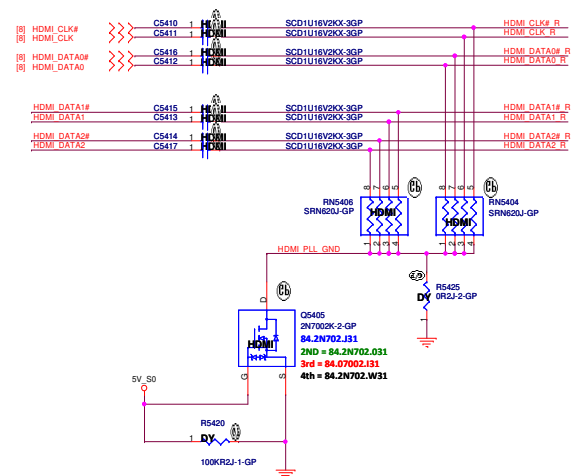 [8] HDMI_CLK# C5410 1 HDMI SCD1U16V2KX-3GP HDMI_CLK#_R
[8] HDMI_CLK C5411 1 HDMI SCD1U16V2KX-3GP HDMI_CLK_R
[8] HDMI_DATA0# C5416 1 HDMI SCD1U16V2KX-3GP HDMI_DATA0#_R
[8] HDMI_DATA0 C5412 1 HDMI SCD1U16V2KX-3GP HDMI_DATA0_R
HDMI_DATA1# C5415 1 HDMI SCD1U16V2KX-3GP HDMI_DATA1#_R
HDMI_DATA1 C5413 1 HDMI SCD1U16V2KX-3GP HDMI_DATA1_R
HDMI_DATA2# C5414 1 HDMI SCD1U16V2KX-3GP HDMI_DATA2#_R
HDMI_DATA2 C5417 1 HDMI SCD1U16V2KX-3GP HDMI_DATA2_R
8 7 6 5 8 7 6 5
RN5406 RN5404
SRN620J-GP HDMI HDMI SRN620J-GP
1 2 3 4 1 2 3 4
HDMI_PLL_GND
R5425
DY 0R2J-2-GP
1
D
Q5405
2N7002K-2-GP
84.2N702.J31
HDMI
2ND = 84.2N702.031
3rd = 84.07002.I31
4th = 84.2N702.W31
G S
5V_S0
R5420
1 DY
100KR2J-1-GP